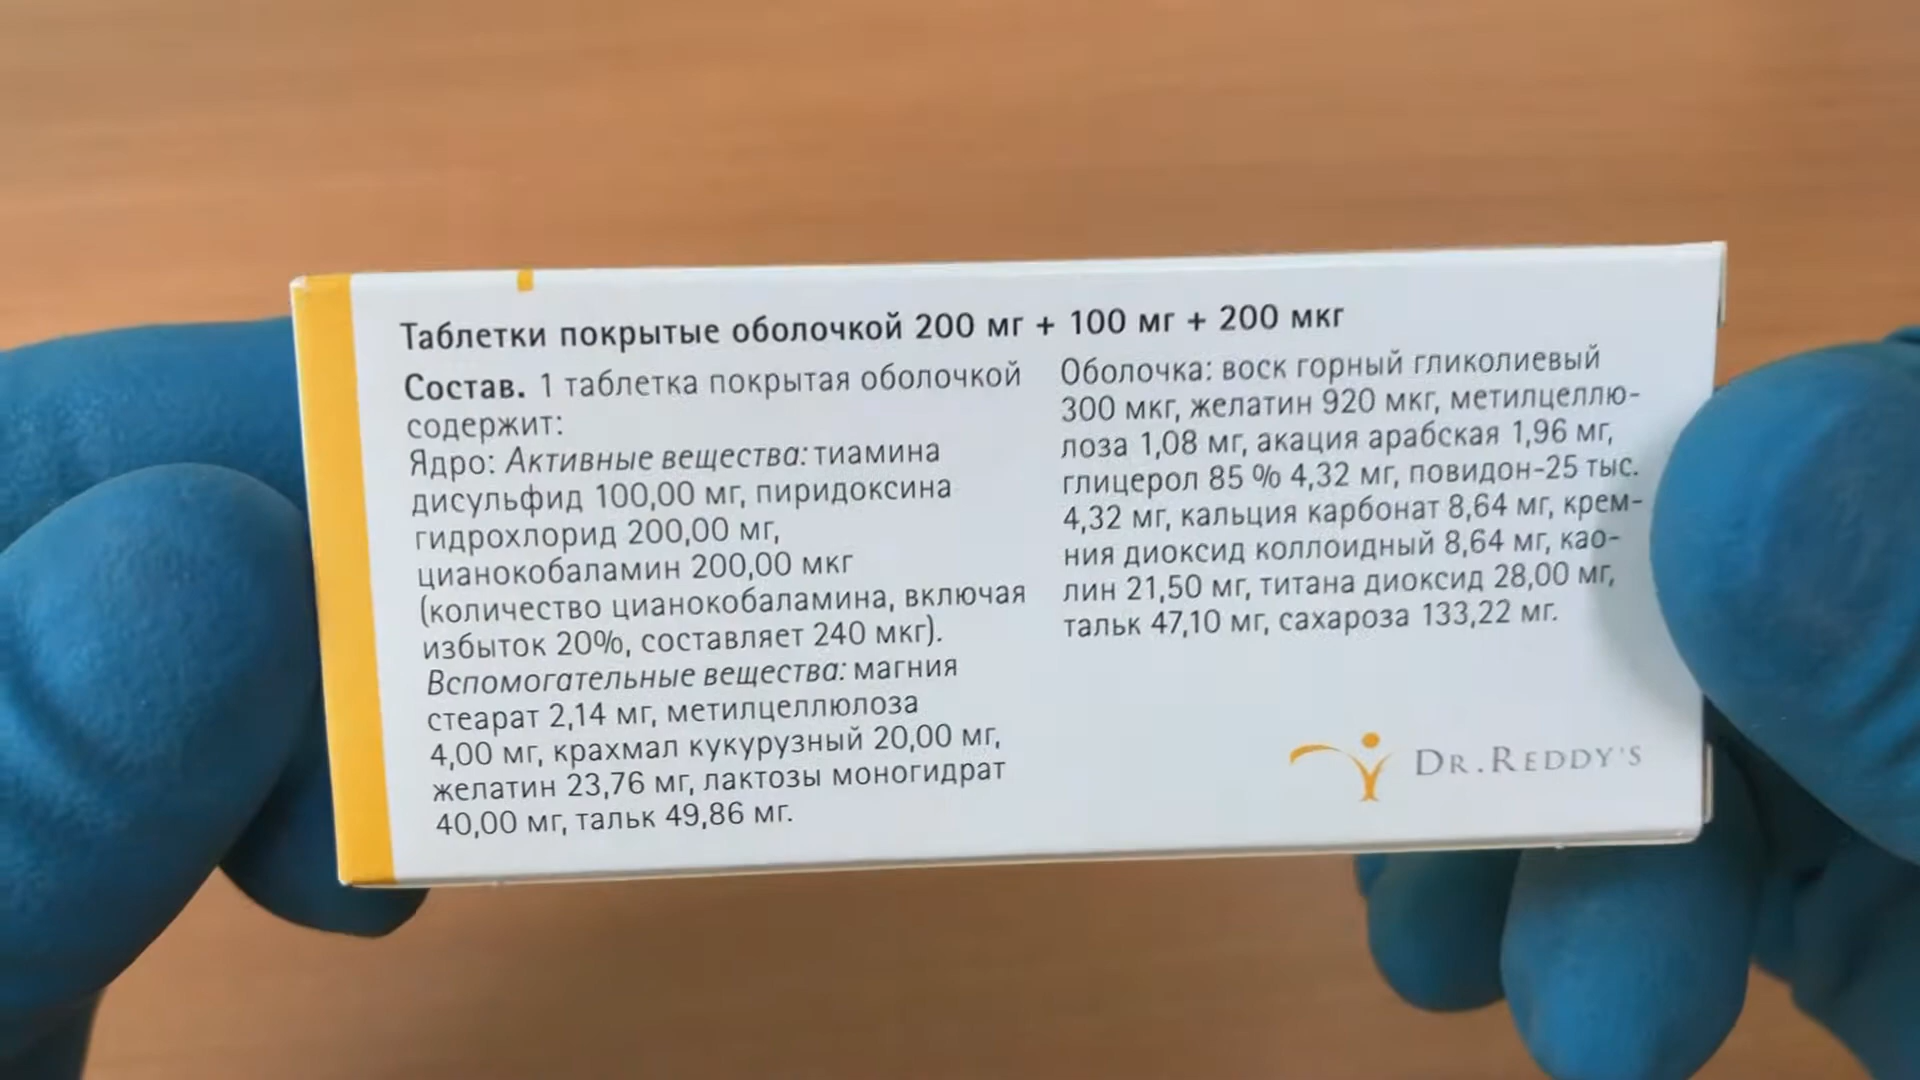 Таблетки покрытые оболочкой 200 мг + 100 мг + 200 мкг
Состав. 1 таблетка покрытая оболочкой
содержит:
Ядро: Активные вещества: тиамина
дисульфид 100,00 мг, пиридоксина
гидрохлорид 200,00 мг,
цианокобаламин 200,00 мкг
(количество цианокобаламина, включая
избыток 20%, составляет 240 мкг).
Вспомогательные вещества: магния
стеарат 2,14 мг, метилцеллюлоза
4,00 мг, крахмал кукурузный 20,00 мг,
желатин 23,76 мг, лактозы моногидрат
40,00 мг, тальк 49,86 мг.
Оболочка: воск горный гликолиевый
300 мкг, желатин 920 мкг, метилцеллю-
лоза 1,08 мг, акация арабская 1,96 мг,
глицерол 85 % 4,32 мг, повидон-25 тыс.
4,32 мг, кальция карбонат 8,64 мг, крем-
ния диоксид коллоидный 8,64 мг, као-
лин 21,50 мг, титана диоксид 28,00 мг,
тальк 47,10 мг, сахароза 133,22 мг.
DR.REDDY'S